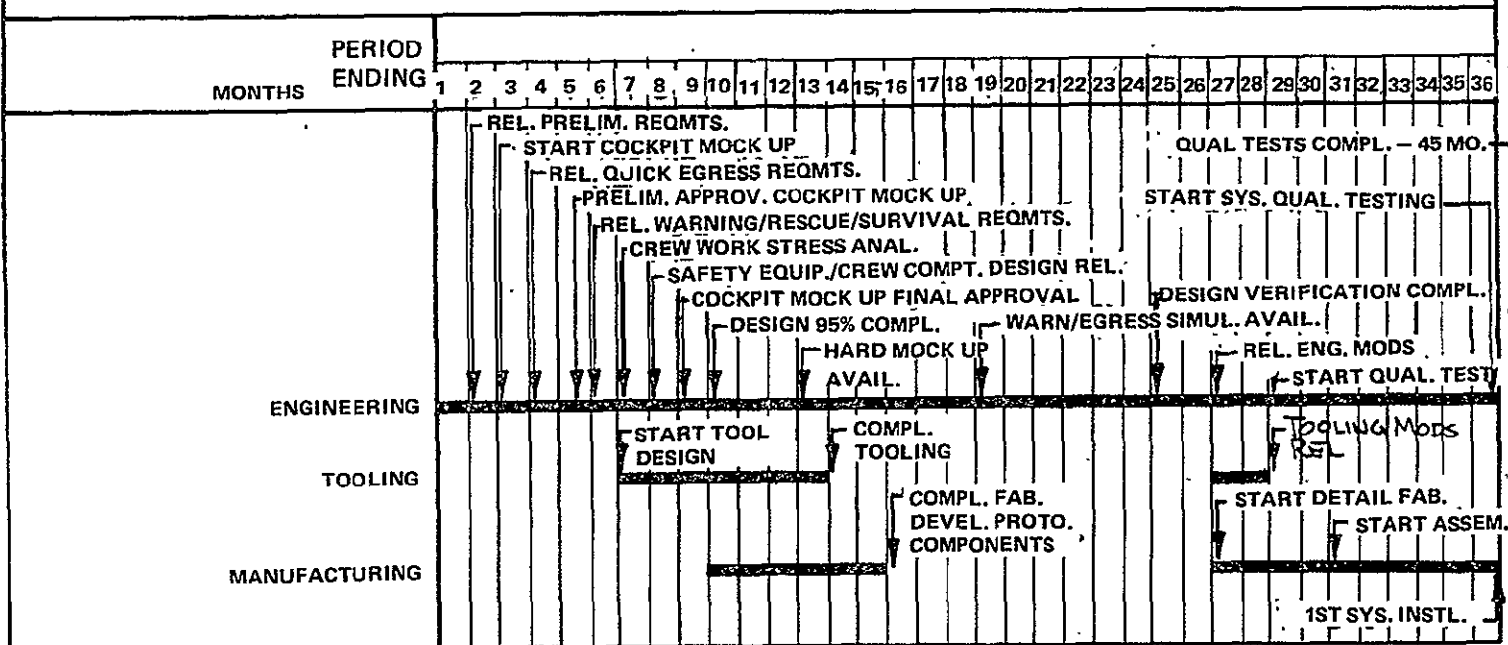 PERIOD
ENDING
MONTHS
1 2 3 4 5 6 7 8 9 10 11 12 13 14 15 16 17 18 19 20 21 22 23 24 25 26 27 28 29 30 31 32 33 34 35 36
REL. PRELIM. REQMTS.
START COCKPIT MOCK UP
QUAL TESTS COMPL. – 45 MO.
REL. QUICK EGRESS REQMTS.
PRELIM. APPROV. COCKPIT MOCK UP
START SYS. QUAL. TESTING
REL. WARNING/RESCUE/SURVIVAL REQMTS.
CREW WORK STRESS ANAL.
SAFETY EQUIP./CREW COMPT. DESIGN REL.
COCKPIT MOCK UP FINAL APPROVAL
DESIGN VERIFICATION COMPL.
DESIGN 95% COMPL.
WARN/EGRESS SIMUL. AVAIL.
HARD MOCK UP
AVAIL.
REL. ENG. MODS
START QUAL. TEST
ENGINEERING
START TOOL
DESIGN
COMPL.
TOOLING
TOOLING MODS
REL
TOOLING
COMPL. FAB.
DEVEL. PROTO.
COMPONENTS
START DETAIL FAB.
START ASSEM.
MANUFACTURING
1ST SYS. INSTL.